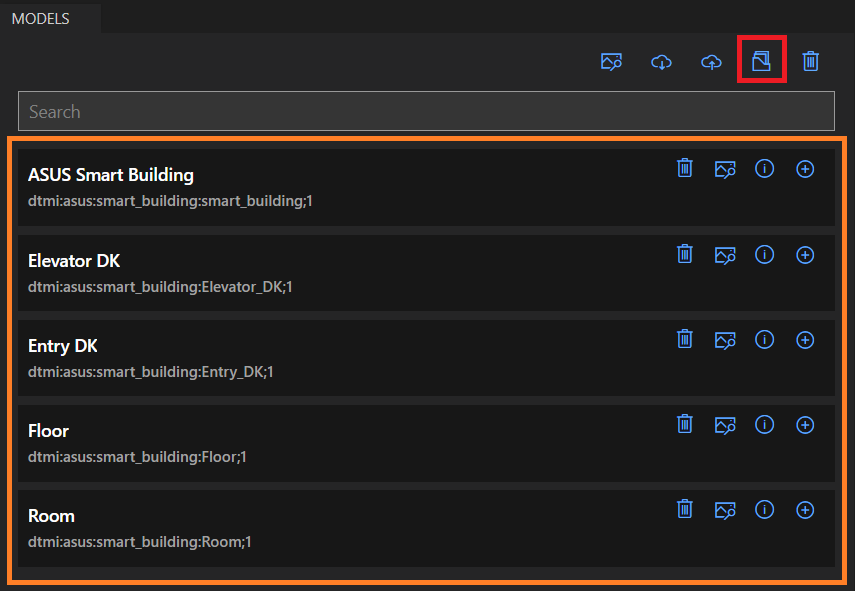 MODELS
Search
ASUS Smart Building
dtmi:asus:smart_building:smart_building;1
Elevator DK
dtmi:asus:smart_building:Elevator_DK;1
Entry DK
dtmi:asus:smart_building:Entry_DK;1
Floor
dtmi:asus:smart_building:Floor;1
Room
dtmi:asus:smart_building:Room;1